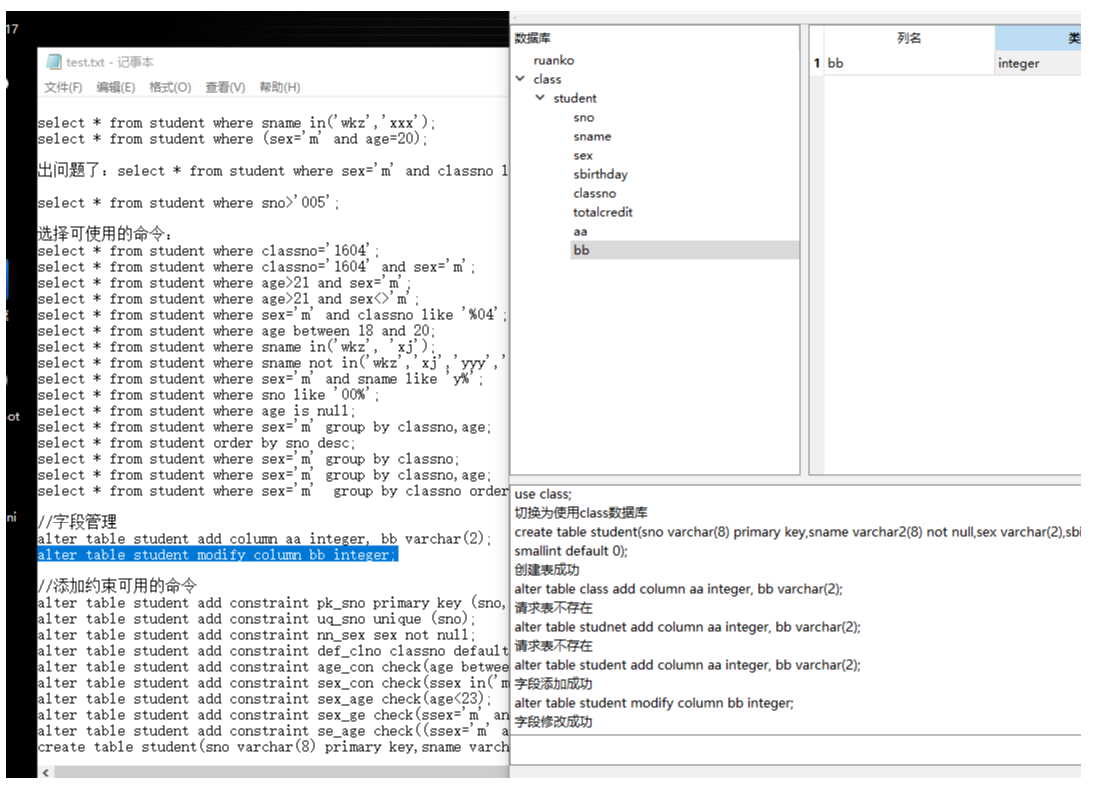 17
test.txt - 记事本
文件(F) 编辑(E) 格式(O) 查看(V) 帮助(H)
select * from student where sname in('wkz','xxx');
select * from student where (sex='m' and age=20);
出问题了：select * from student where sex='m' and classno l
select * from student where sno>'005';
选择可使用的命令：
select * from student where classno='1604';
select * from student where classno='1604' and sex='m';
select * from student where age>21 and sex='m';
select * from student where age>21 and sex<>'m';
select * from student where sex='m' and classno like '%04';
select * from student where age between 18 and 20;
select * from student where sname in('wkz', 'xj');
select * from student where sname not in('wkz','xj','yyy','
select * from student where sex='m' and sname like 'y%';
select * from student where sno like '00%';
select * from student where age is null;
select * from student where sex='m' group by classno,age;
select * from student order by sno desc;
select * from student where sex='m' group by classno;
select * from student where sex='m' group by classno,age;
select * from student where sex='m'  group by classno order
//字段管理
alter table student add column aa integer, bb varchar(2);
alter table student modify column bb integer;
//添加约束可用的命令
alter table student add constraint pk_sno primary key (sno,
alter table student add constraint uq_sno unique (sno);
alter table student add constraint nn_sex sex not null;
alter table student add constraint def_clno classno default
alter table student add constraint age_con check(age betwee
alter table student add constraint sex_con check(ssex in('m
alter table student add constraint sex_age check(age<23);
alter table student add constraint sex_ge check(ssex='m' an
alter table student add constraint se_age check((ssex='m' a
create table student(sno varchar(8) primary key,sname varch
ot
ni
数据库
ruanko
class
student
sno
sname
sex
sbirthday
classno
totalcredit
aa
bb
列名 类
1 bb integer
use class;
切换为使用class数据库
create table student(sno varchar(8) primary key,sname varchar2(8) not null,sex varchar(2),sbi
smallint default 0);
创建表成功
alter table class add column aa integer, bb varchar(2);
请求表不存在
alter table studnet add column aa integer, bb varchar(2);
请求表不存在
alter table student add column aa integer, bb varchar(2);
字段添加成功
alter table student modify column bb integer;
字段修改成功